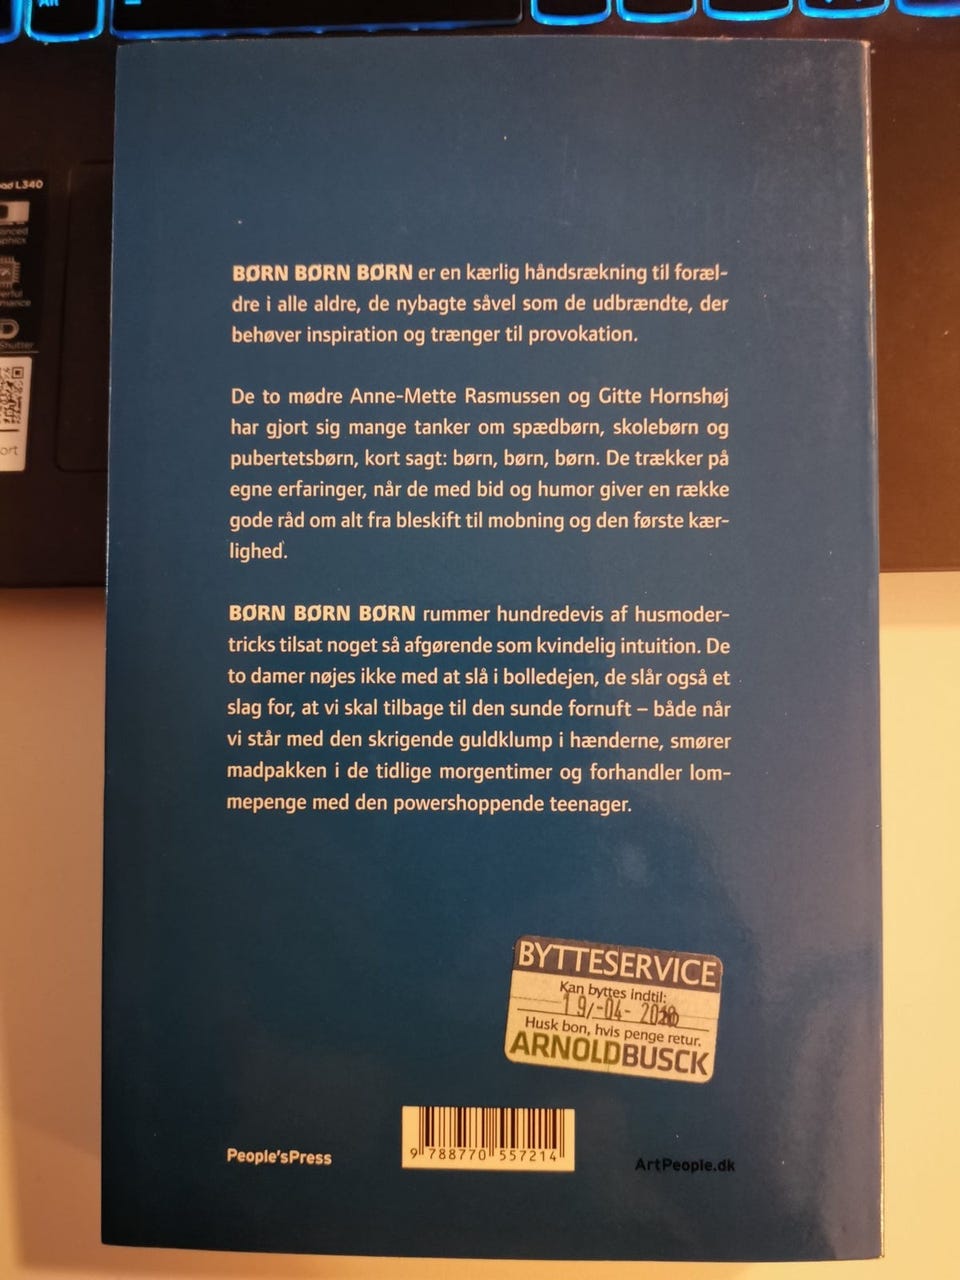 ad L340
BØRN BØRN BØRN er en kærlig håndsrækning til foræl-
dre i alle aldre, de nybagte såvel som de udbrændte, der
behøver inspiration og trænger til provokation.
De to mødre Anne-Mette Rasmussen og Gitte Hornshøj
har gjort sig mange tanker om spædbørn, skolebørn og
pubertetsbørn, kort sagt: børn, børn, børn. De trækker på
egne erfaringer, når de med bid og humor giver en række
gode råd om alt fra bleskift til mobning og den første kær-
lighed.
BØRN BØRN BØRN rummer hundredevis af husmoder-
tricks tilsat noget så afgørende som kvindelig intuition. De
to damer nøjes ikke med at slå i bolledejen, de slår også et
slag for, at vi skal tilbage til den sunde fornuft – både når
vi står med den skrigende guldklump i hænderne, smører
madpakken i de tidlige morgentimer og forhandler lom-
mepenge med den powershoppende teenager.
BYTTESERVICE
Kan byttes indtil:
19/-04-
Husk bon, hvis penge retur.
ARNOLDBUSCK
9 788770 557214
People'sPress
ArtPeople.dk